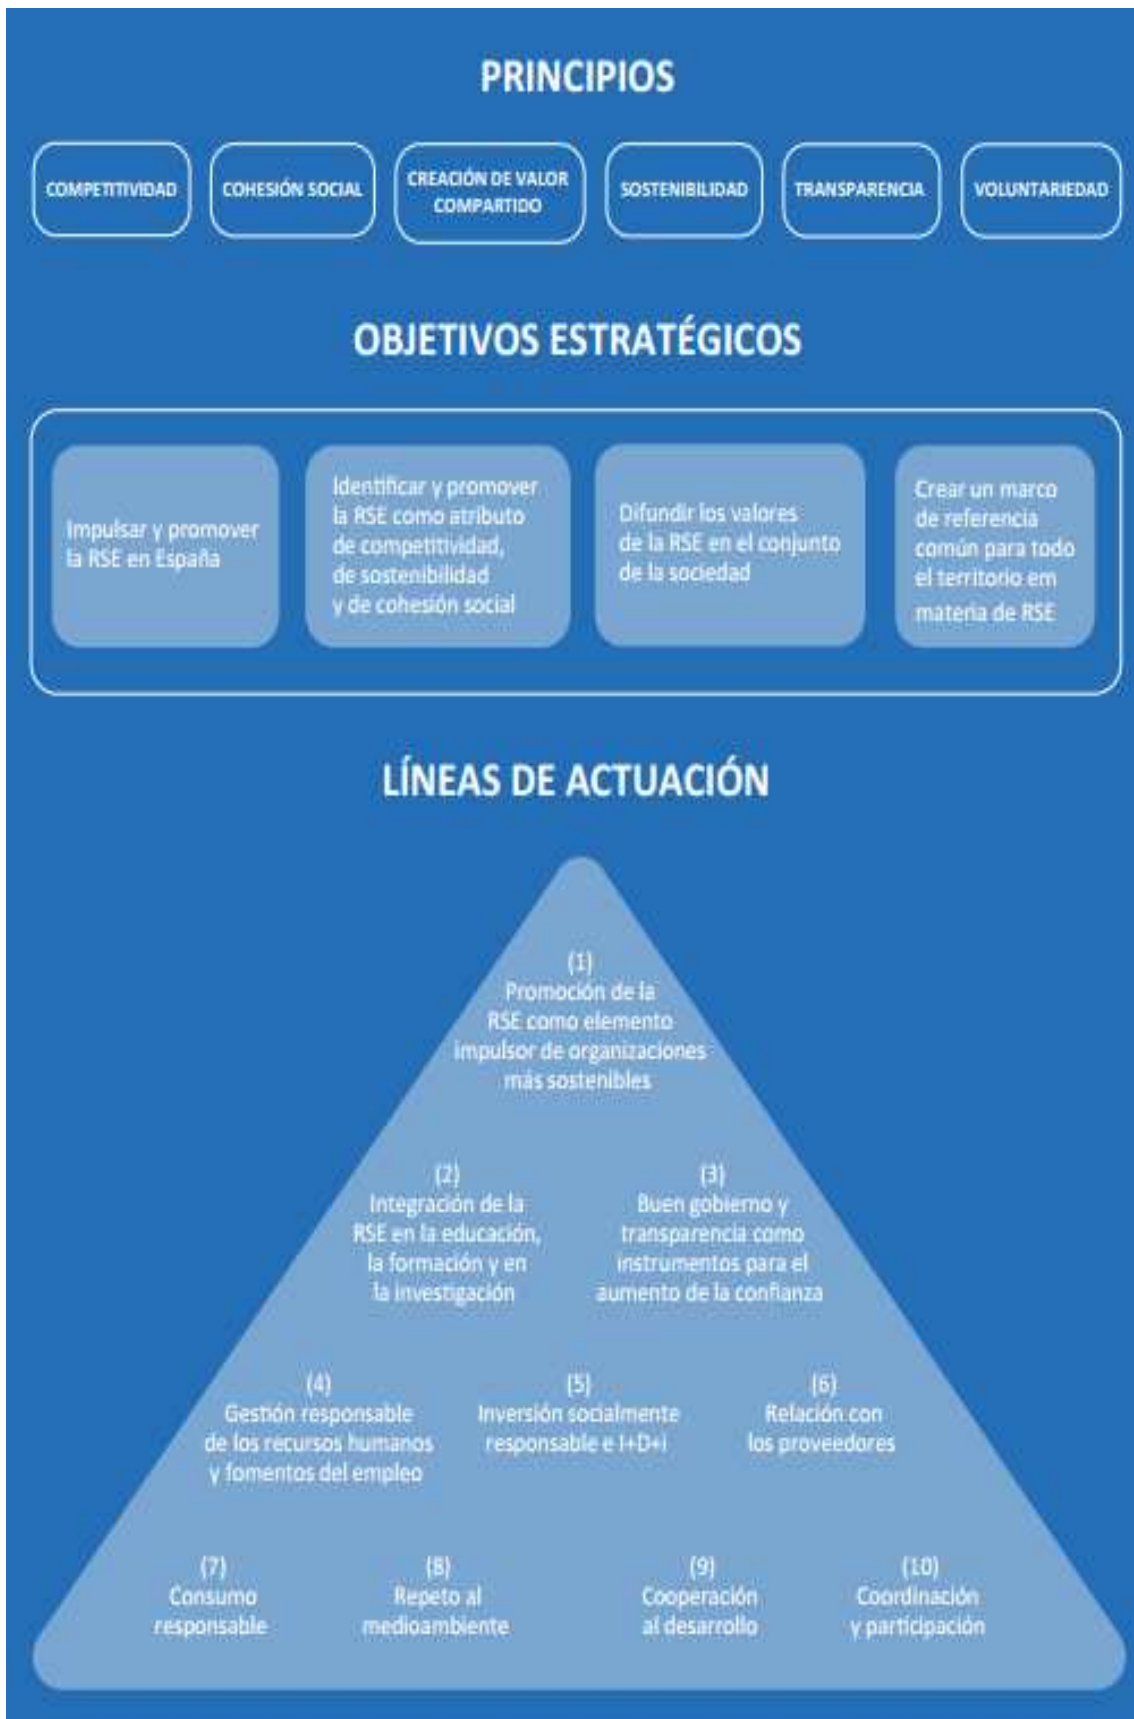 PRINCIPIOS
COMPETITIVIDAD
COHESIÓN SOCIAL
CREACIÓN DE VALOR
COMPARTIDO
SOSTENIBILIDAD
TRANSPARENCIA
VOLUNTARIEDAD
OBJETIVOS ESTRATÉGICOS
Impulsar y promover
la RSE en España
Identificar y promover
la RSE como atributo
de competitividad,
de sostenibilidad
y de cohesión social
Difundir los valores
de la RSE en el conjunto
de la sociedad
Crear un marco
de referencia
común para todo
el territorio em
materia de RSE
LÍNEAS DE ACTUACIÓN
(1)
Promoción de la
RSE como elemento
impulsor de organizaciones
más sostenibles
(2)
Integración de la
RSE en la educación,
la formación y en
la investigación
(3)
Buen gobierno y
transparencia como
instrumentos para el
aumento de la confianza
(4)
Gestión responsable
de los recursos humanos
y fomentos del empleo
(5)
Inversión socialmente
responsable e I+D+i
(6)
Relación con
los proveedores
(7)
Consumo
responsable
(8)
Repeto al
medioambiente
(9)
Cooperación
al desarrollo
(10)
Coordinación
y participación